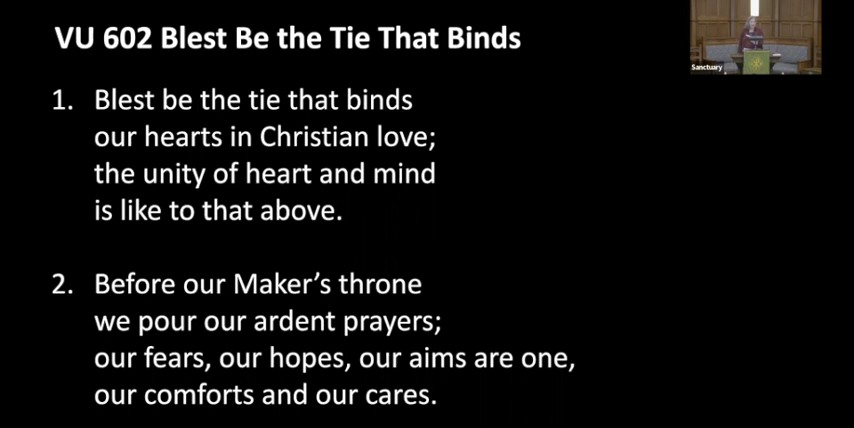 VU 602 Blest Be the Tie That Binds
Sanctuary
1. Blest be the tie that binds
our hearts in Christian love;
the unity of heart and mind
is like to that above.
2. Before our Maker’s throne
we pour our ardent prayers;
our fears, our hopes, our aims are one,
our comforts and our cares.